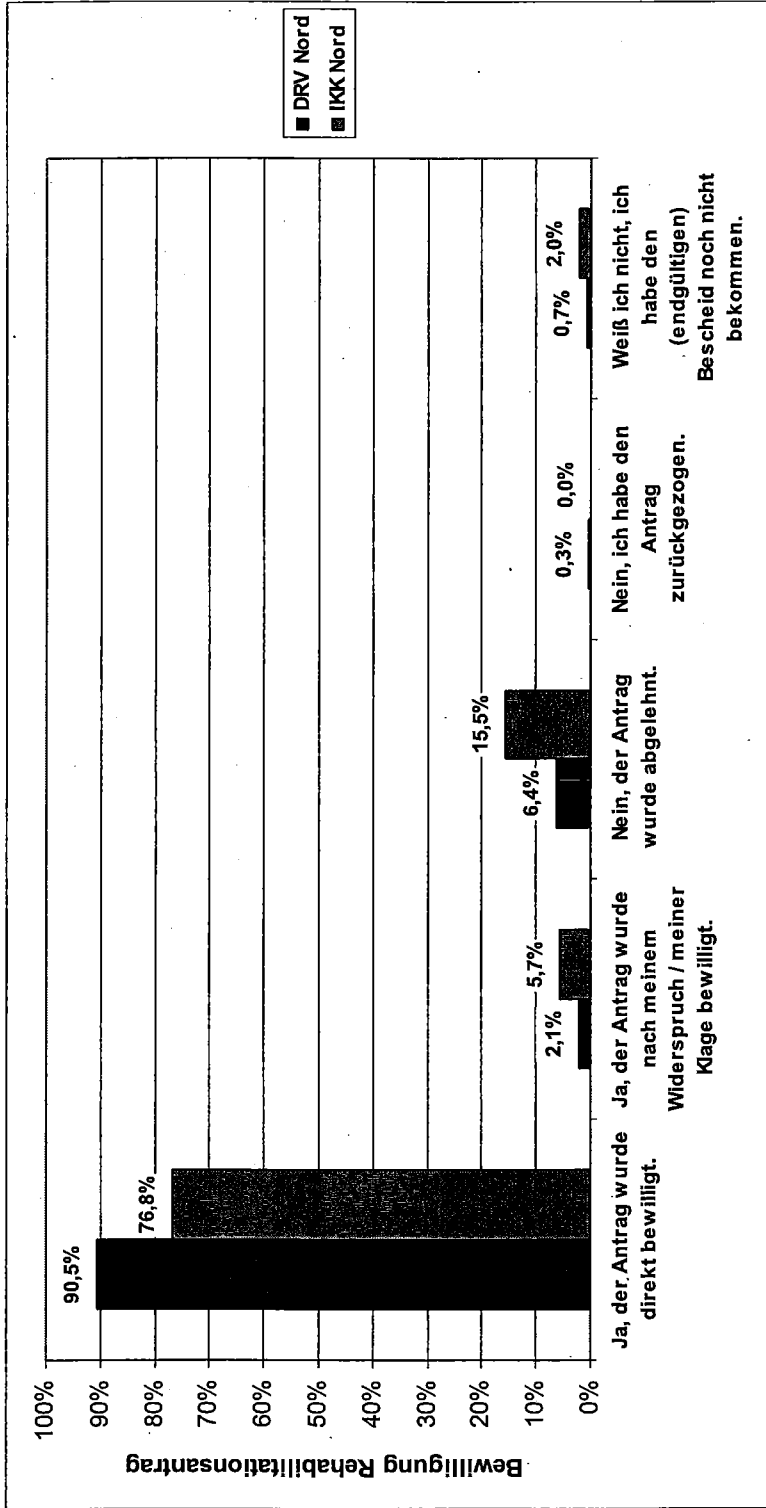 Bewilligung Rehabilitationsantrag
100%
90%
80%
70%
60%
50%
40%
30%
20%
10%
0%
90,5%
76,8%
2,1%
5,7%
6,4%
15,5%
0,3%
0,0%
0,7%
2,0%
Ja, der Antrag wurde
direkt bewilligt.
Ja, der Antrag wurde
nach meinem
Widerspruch / meiner
Klage bewilligt.
Nein, der Antrag
wurde abgelehnt.
Nein, ich habe den
Antrag
zurückgezogen.
Weiß ich nicht, ich
habe den
(endgültigen)
Bescheid noch nicht
bekommen.
DRV Nord
IKK Nord